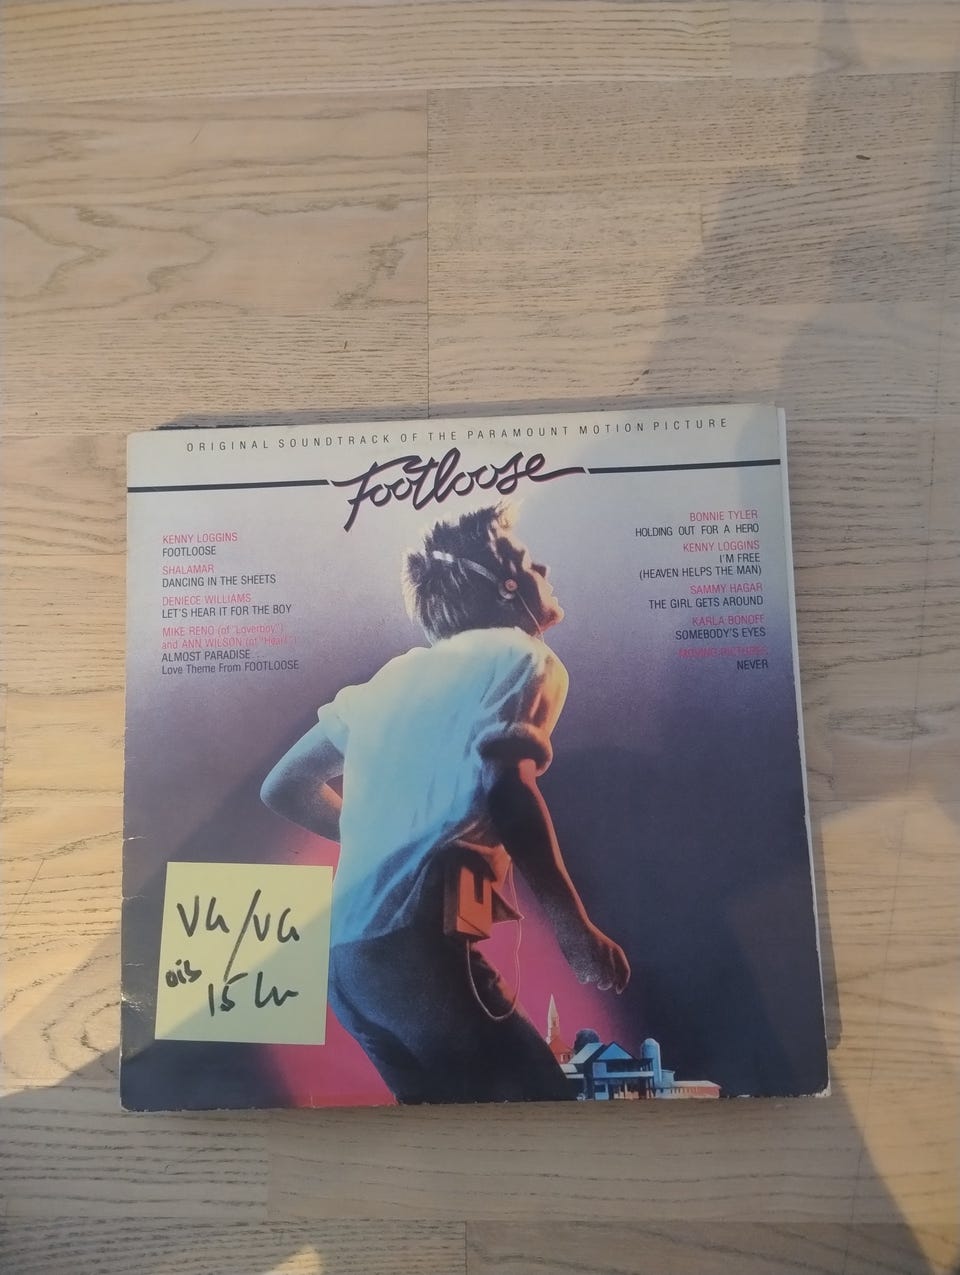 ORIGINAL SOUNDTRACK OF THE PARAMOUNT MOTION PICTURE
Footloose
KENNY LOGGINS
FOOTLOOSE
SHALAMAR
DANCING IN THE SHEETS
DENIECE WILLIAMS
LET'S HEAR IT FOR THE BOY
MIKE RENO (of "Loverboy")
and ANN WILSON (of "Heart")
ALMOST PARADISE...
Love Theme From FOOTLOOSE
BONNIE TYLER
HOLDING OUT FOR A HERO
KENNY LOGGINS
I'M FREE
(HEAVEN HELPS THE MAN)
SAMMY HAGAR
THE GIRL GETS AROUND
KARLA BONOFF
SOMEBODY'S EYES
MOVING PICTURES
NEVER
VG/VG
ois
15 kr